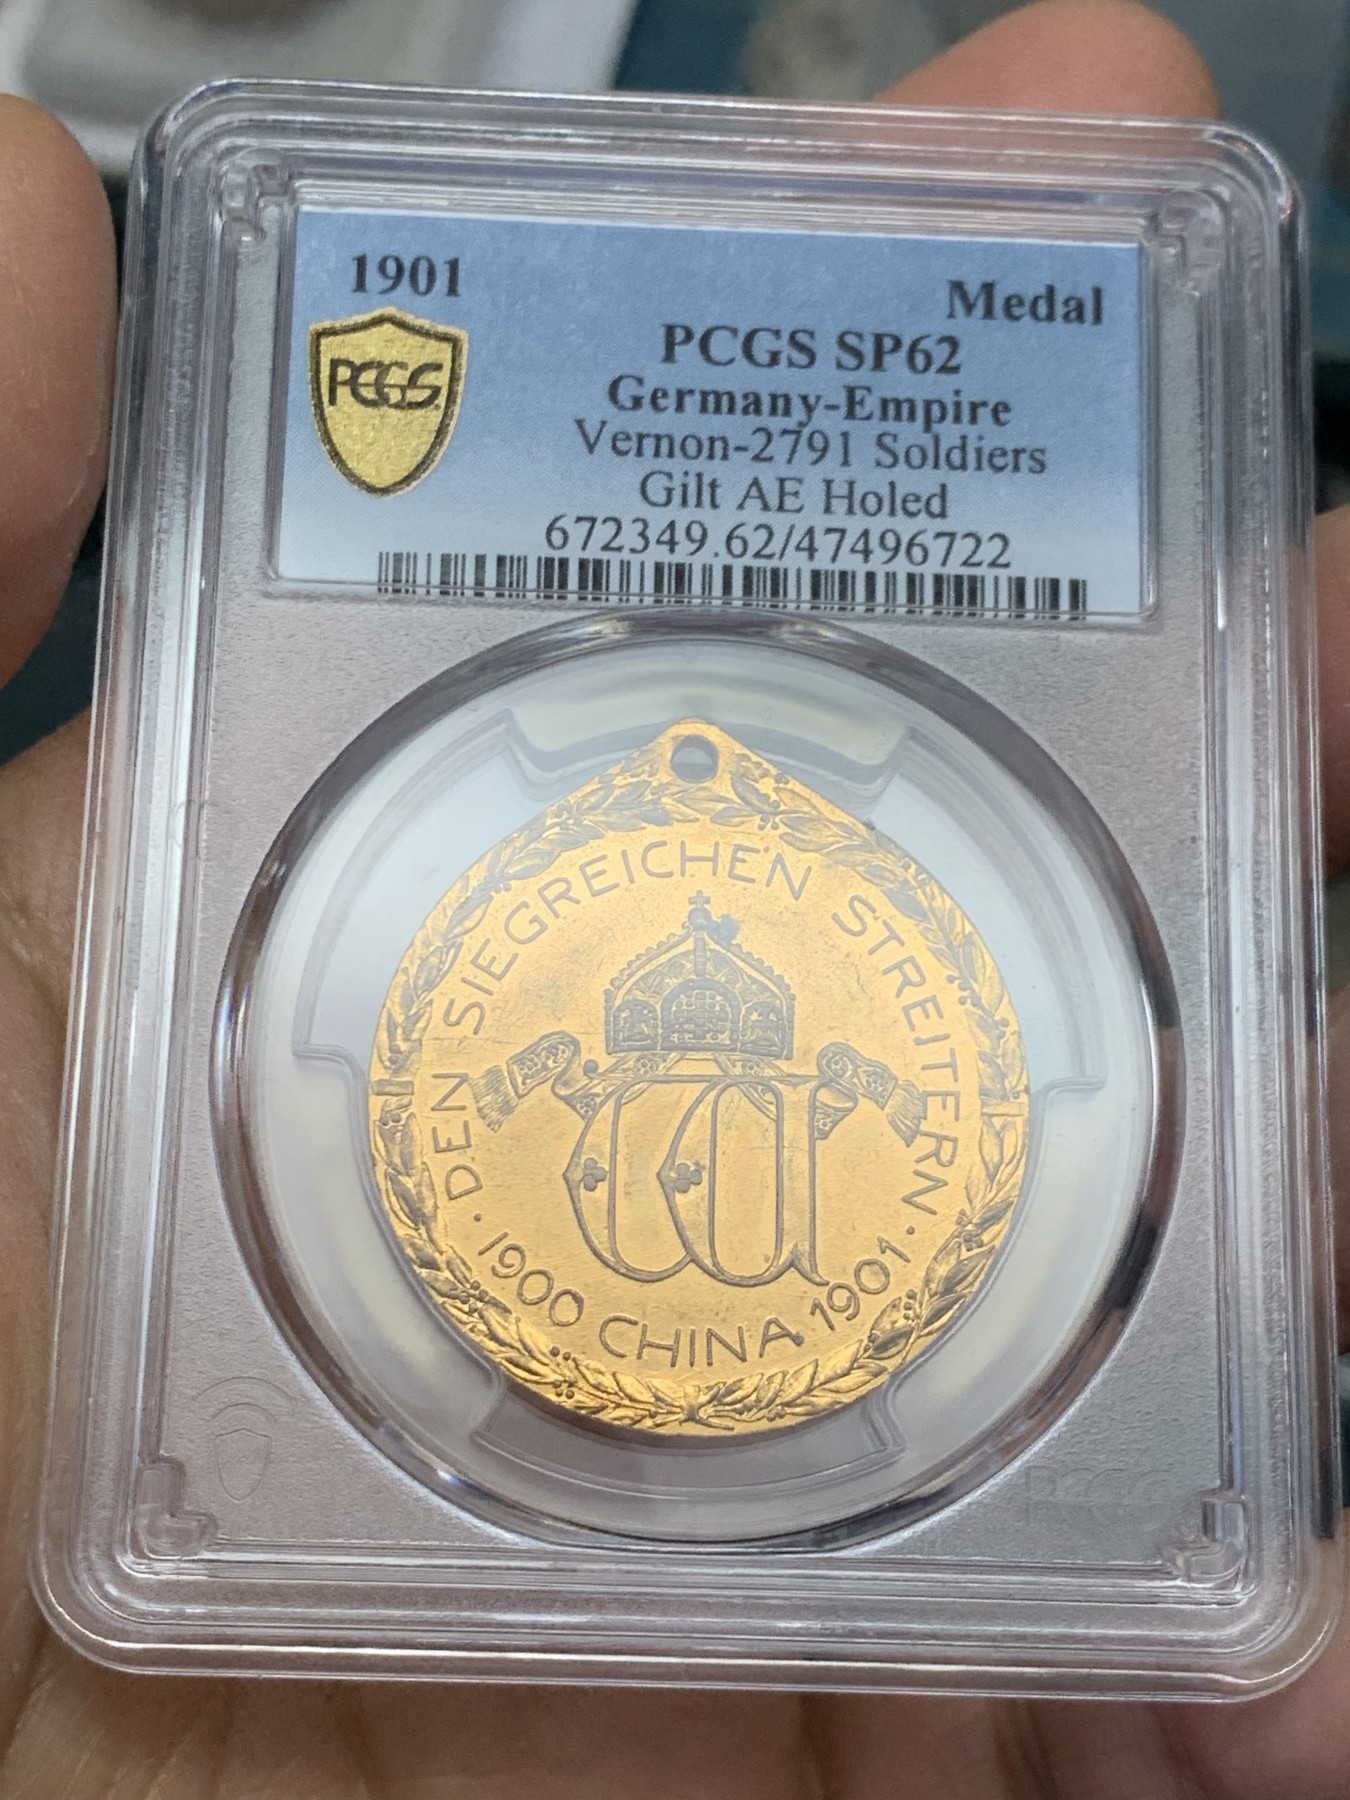 1901
Medal
PCGS
PCGS SP62
Germany-Empire
Vernon-2791 Soldiers
Gilt AE Holed
672349.62/47496722
DEN SIEGREICHEN STREITERN
· 1900 CHINA 1901 ·
W
PCGS